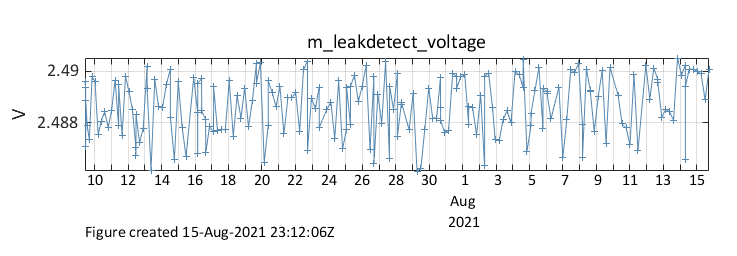 m_leakdetect_voltage
2.49
2.488
V
10 12 14 16 18 20 22 24 26 28 30 1 3 5 7 9 11 13 15
Aug
2021
Figure created 15-Aug-2021 23:12:06Z